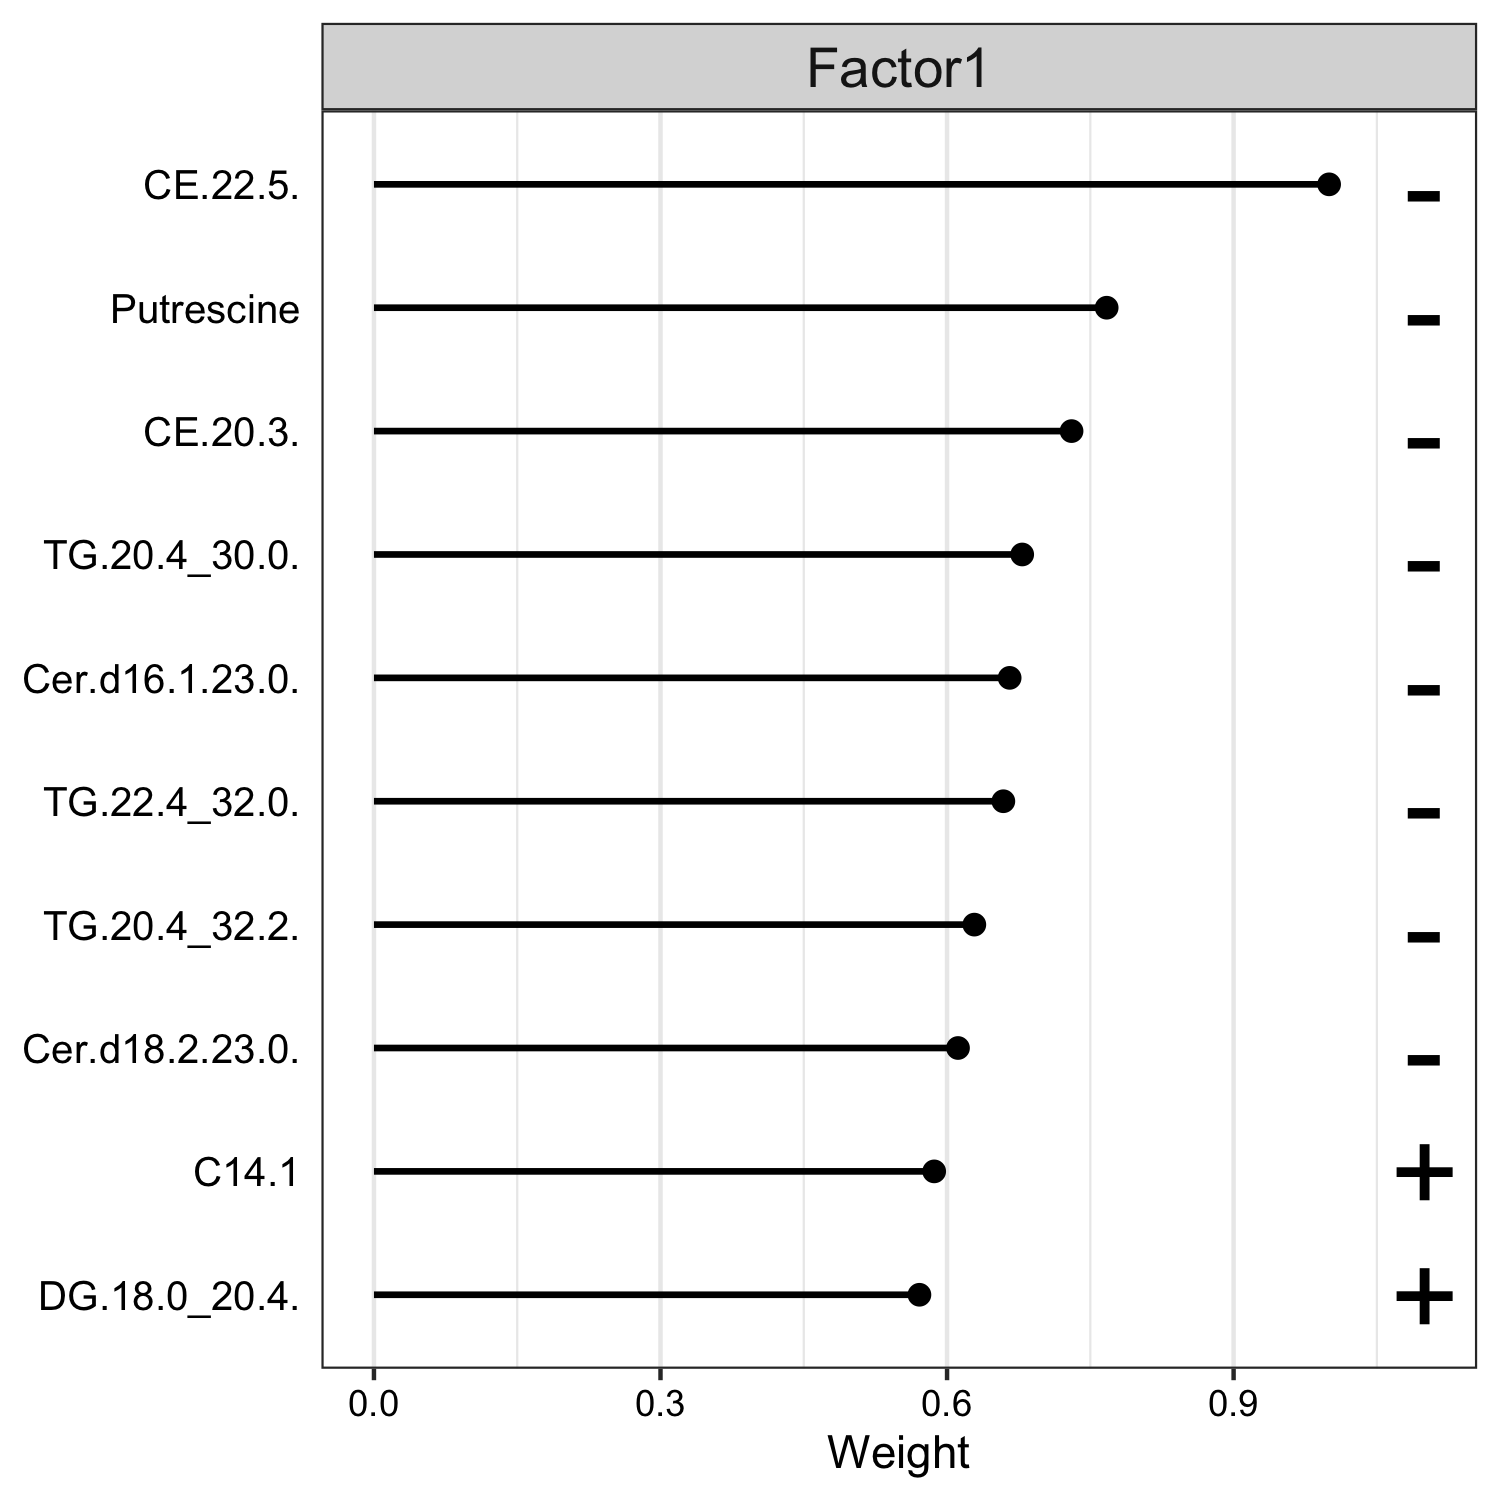 Factor1
CE.22.5. -
Putrescine -
CE.20.3. -
TG.20.4_30.0. -
Cer.d16.1.23.0. -
TG.22.4_32.0. -
TG.20.4_32.2. -
Cer.d18.2.23.0. -
C14.1 +
DG.18.0_20.4. +
0.0 0.3 0.6 0.9
Weight